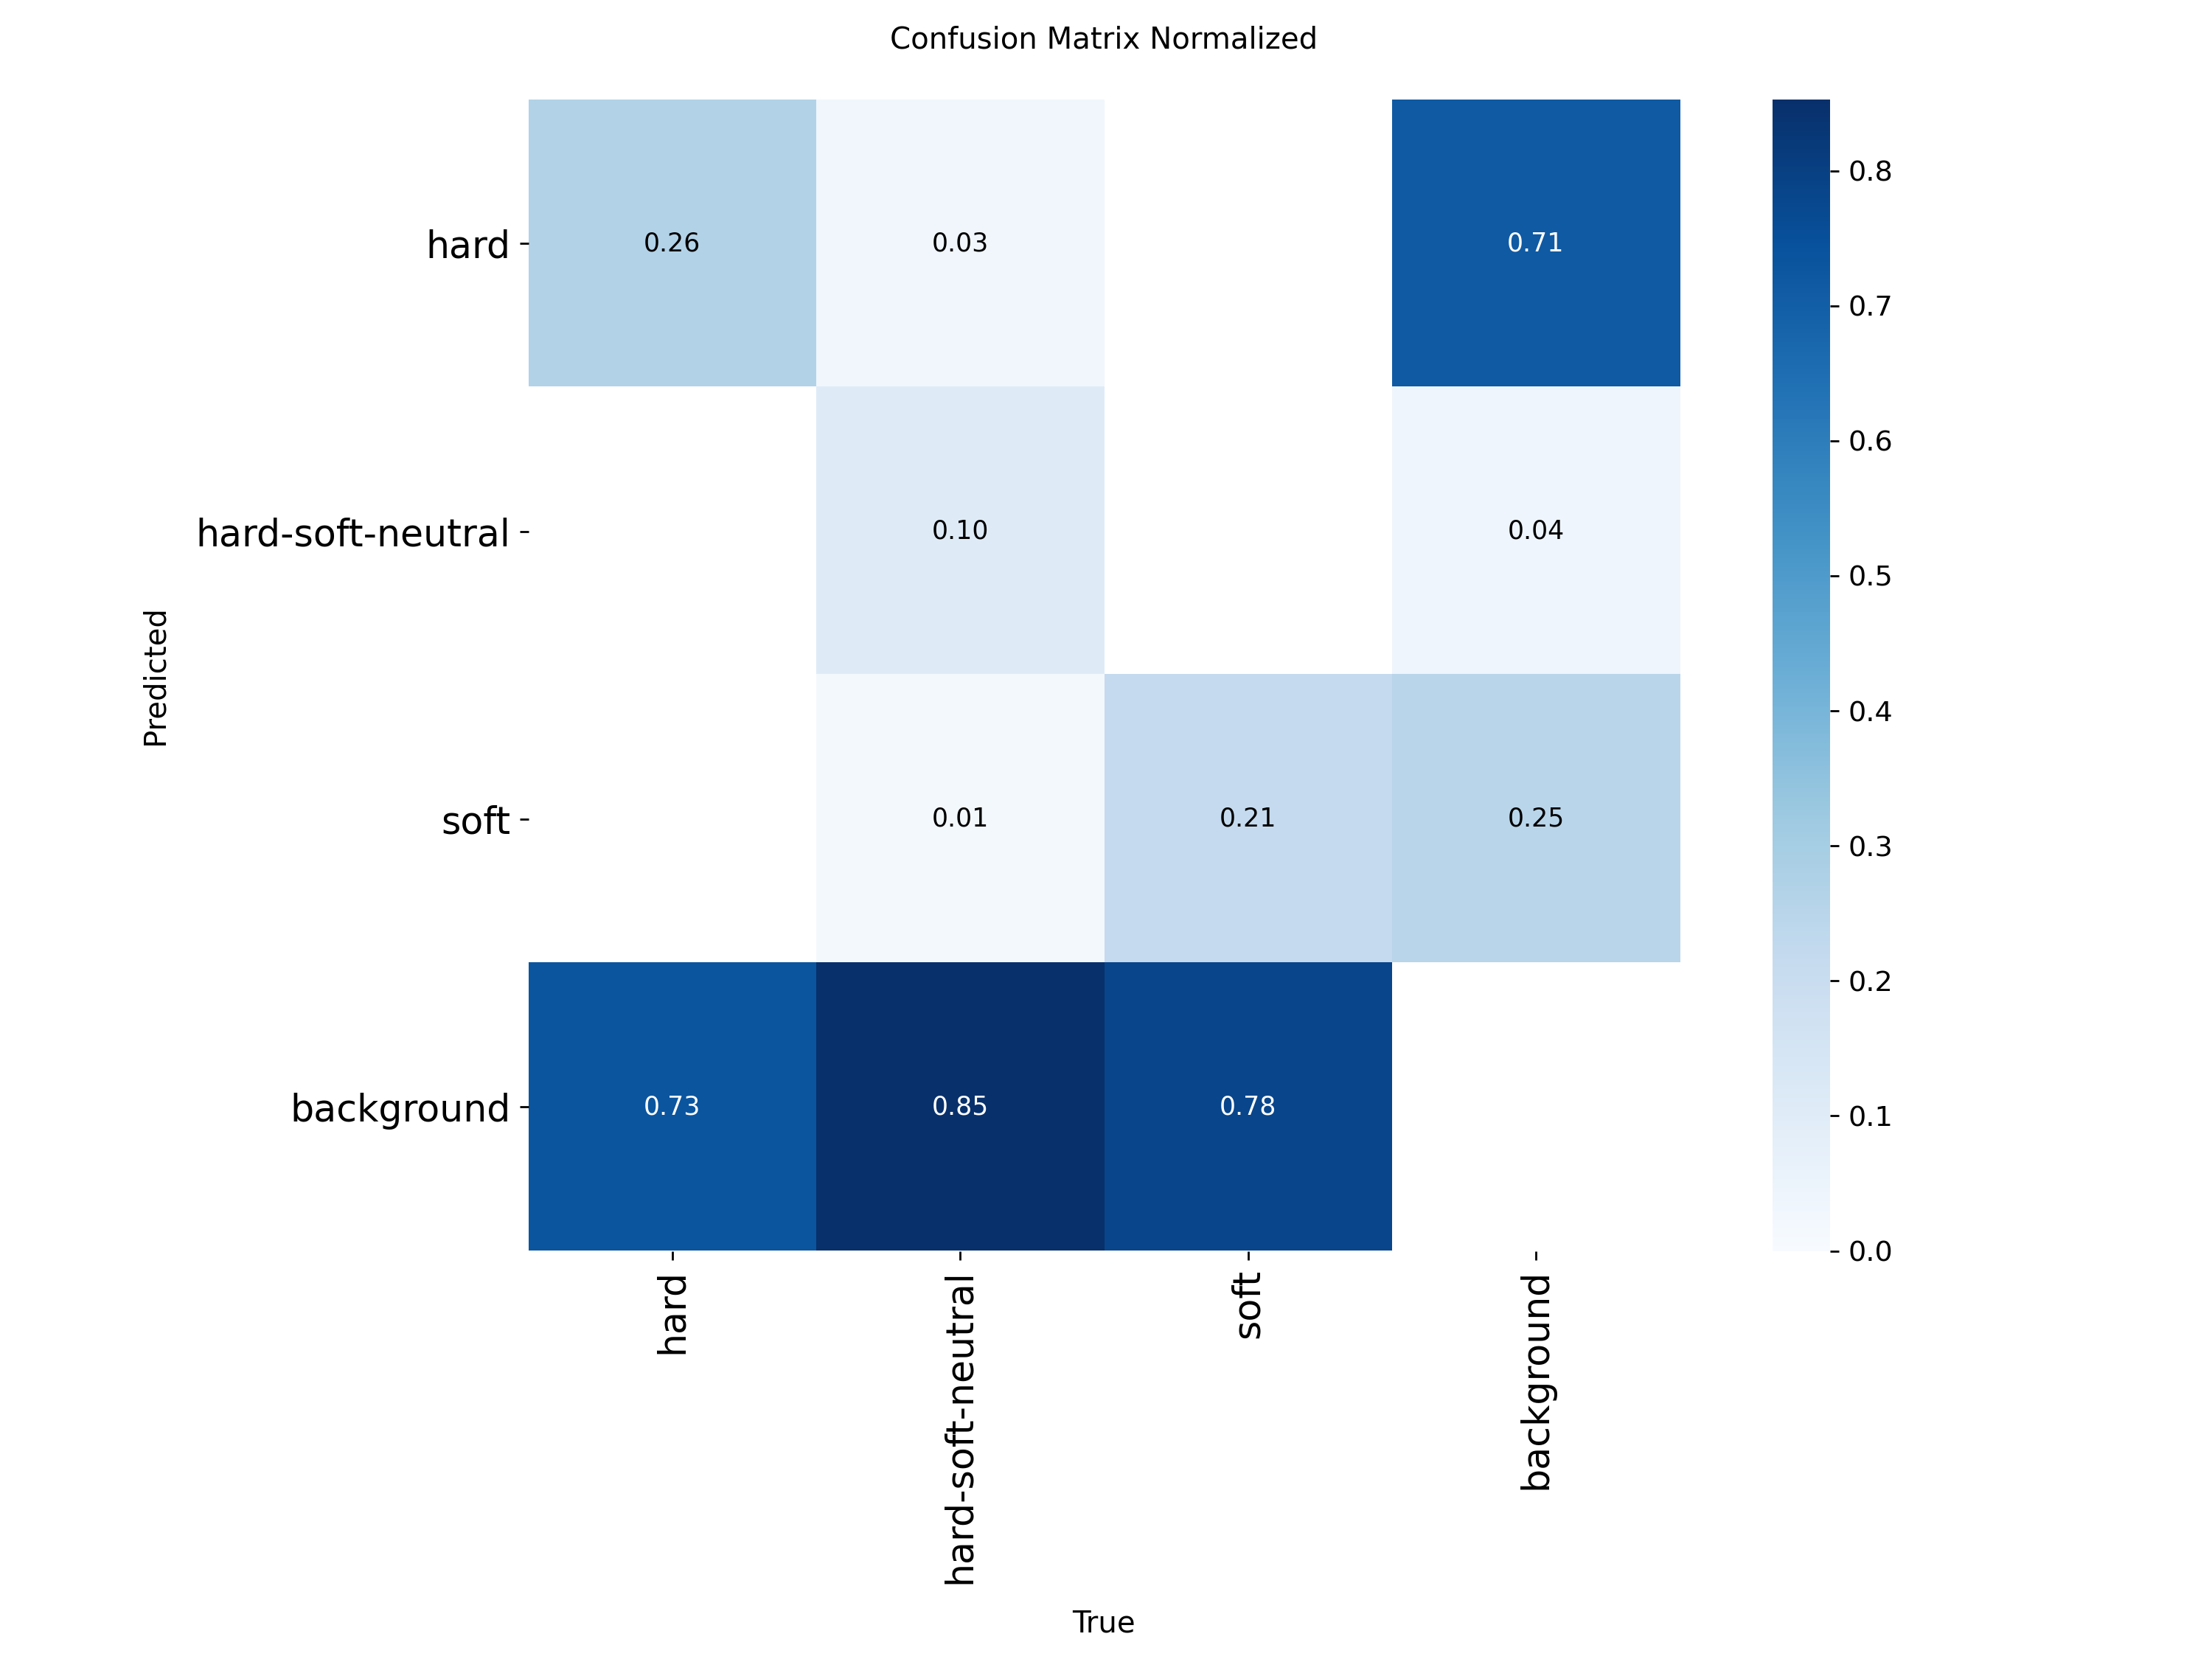 Confusion Matrix Normalized
hard
0.26
0.03
0.71
hard-soft-neutral
0.10
0.04
soft
0.01
0.21
0.25
background
0.73
0.85
0.78
Predicted
hard
hard-soft-neutral
soft
background
True
0.8
0.7
0.6
0.5
0.4
0.3
0.2
0.1
0.0